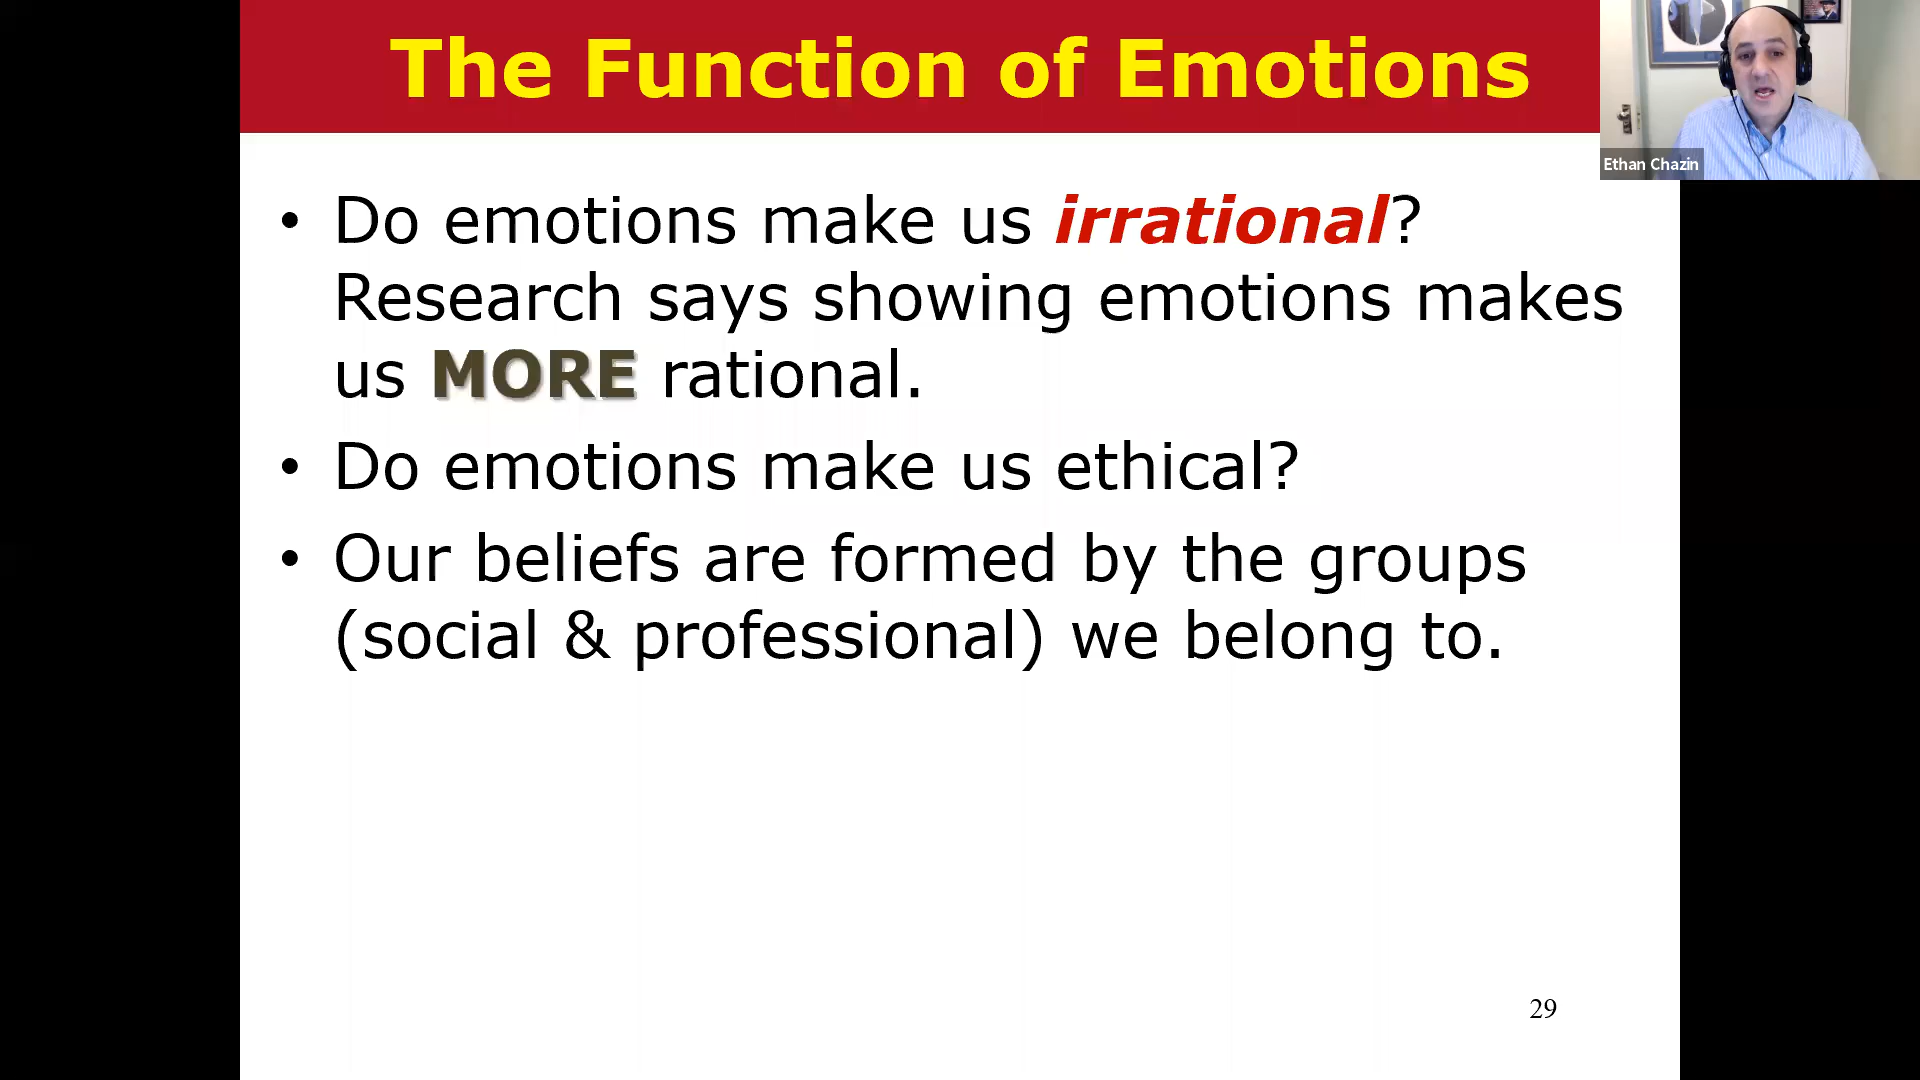 The Function of Emotions
Ethan Chazin
• Do emotions make us irrational?
Research says showing emotions makes
us MORE rational.
• Do emotions make us ethical?
• Our beliefs are formed by the groups
(social & professional) we belong to.
29